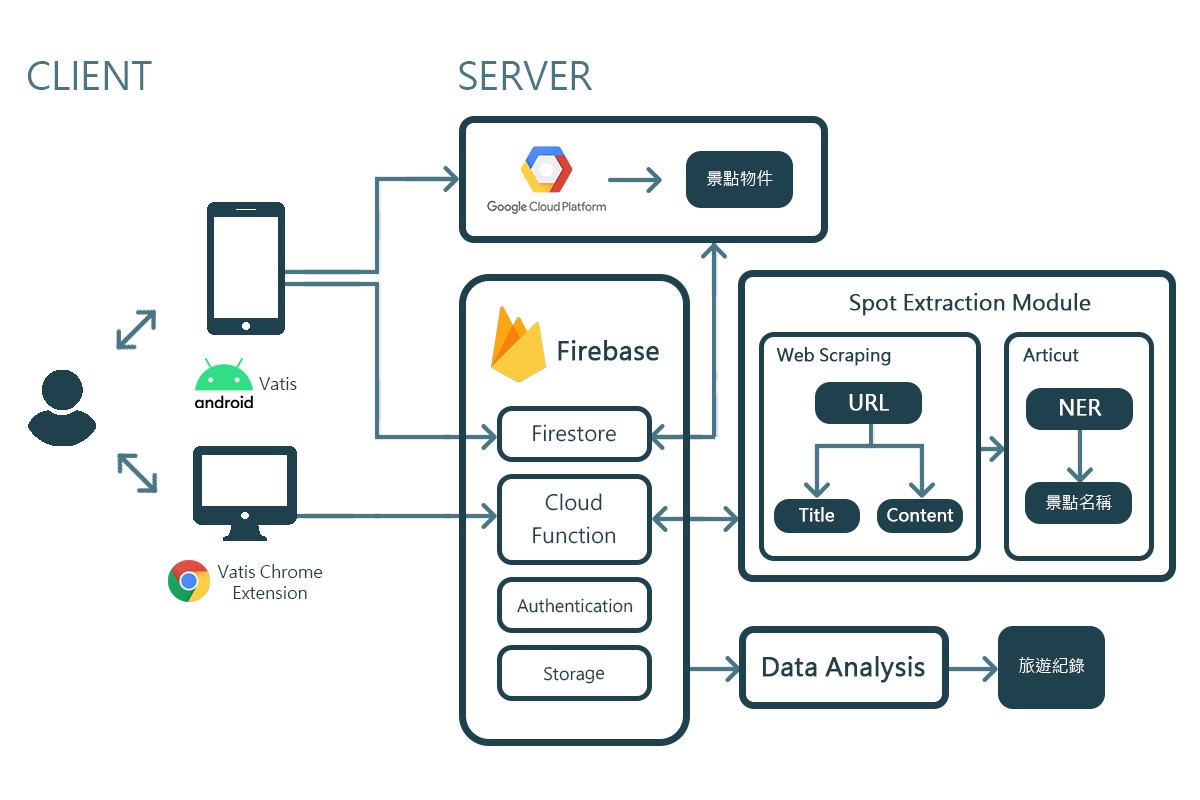 CLIENT
SERVER
Google Cloud Platform
景點物件
android
Vatis
Vatis Chrome
Extension
Firebase
Firestore
Cloud
Function
Authentication
Storage
Spot Extraction Module
Web Scraping
URL
Title
Content
Articut
NER
景點名稱
Data Analysis
旅遊紀錄